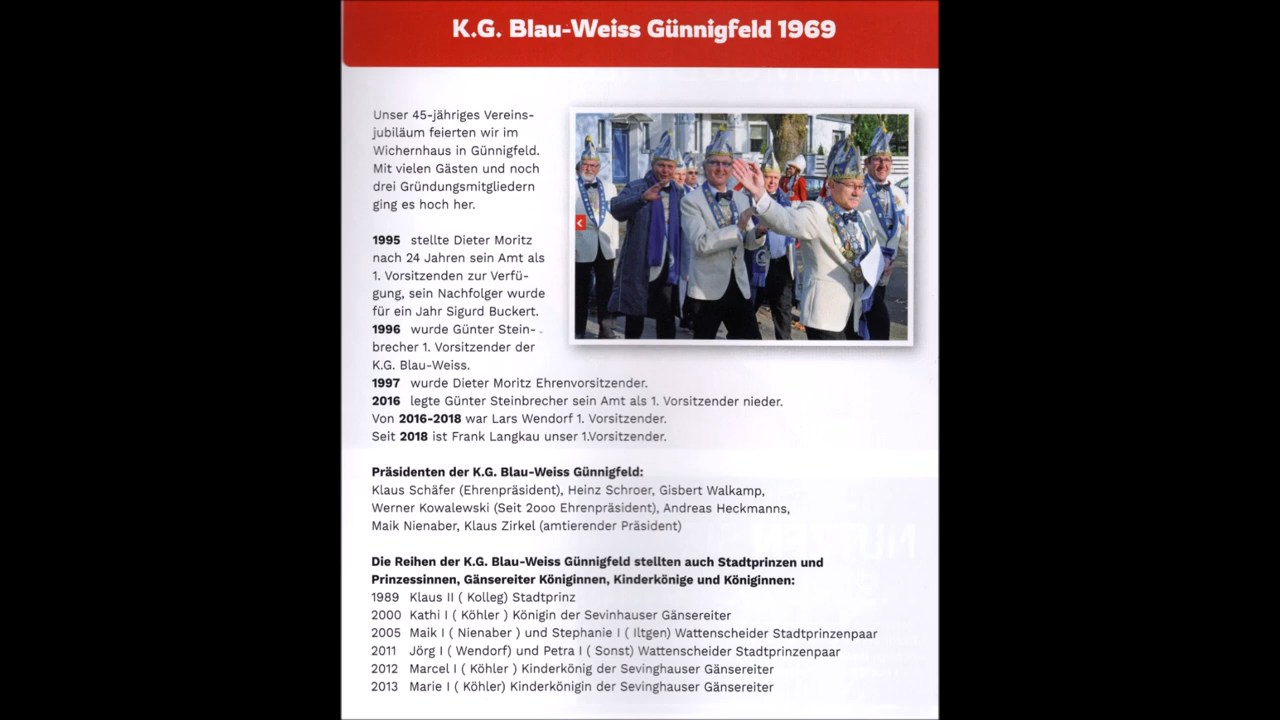 K.G. Blau-Weiss Günnigfeld 1969
Unser 45-jähriges Vereins-
jubiläum feierten wir im
Wichernhaus in Günnigfeld.
Mit vielen Gästen und noch
drei Gründungsmitgliedern
ging es hoch her.
1995 stellte Dieter Moritz
nach 24 Jahren sein Amt als
1. Vorsitzenden zur Verfü-
gung, sein Nachfolger wurde
für ein Jahr Sigurd Buckert.
1996 wurde Günter Stein-
brecher 1. Vorsitzender der
K.G. Blau-Weiss.
1997 wurde Dieter Moritz Ehrenvorsitzender.
2016 legte Günter Steinbrecher sein Amt als 1. Vorsitzender nieder.
Von 2016-2018 war Lars Wendorf 1. Vorsitzender.
Seit 2018 ist Frank Langkau unser 1.Vorsitzender.
Präsidenten der K.G. Blau-Weiss Günnigfeld:
Klaus Schäfer (Ehrenpräsident), Heinz Schroer, Gisbert Walkamp,
Werner Kowalewski (Seit 2ooo Ehrenpräsident), Andreas Heckmanns,
Maik Nienaber, Klaus Zirkel (amtierender Präsident)
Die Reihen der K.G. Blau-Weiss Günnigfeld stellten auch Stadtprinzen und
Prinzessinnen, Gänsereiter Königinnen, Kinderkönige und Königinnen:
1989 Klaus II ( Kolleg) Stadtprinz
2000 Kathi I ( Köhler ) Königin der Sevinhauser Gänsereiter
2005 Maik I ( Nienaber ) und Stephanie I ( Iltgen) Wattenscheider Stadtprinzenpaar
2011 Jörg I ( Wendorf) und Petra I ( Sonst) Wattenscheider Stadtprinzenpaar
2012 Marcel I ( Köhler ) Kinderkönig der Sevinghauser Gänsereiter
2013 Marie I ( Köhler) Kinderkönigin der Sevinghauser Gänsereiter